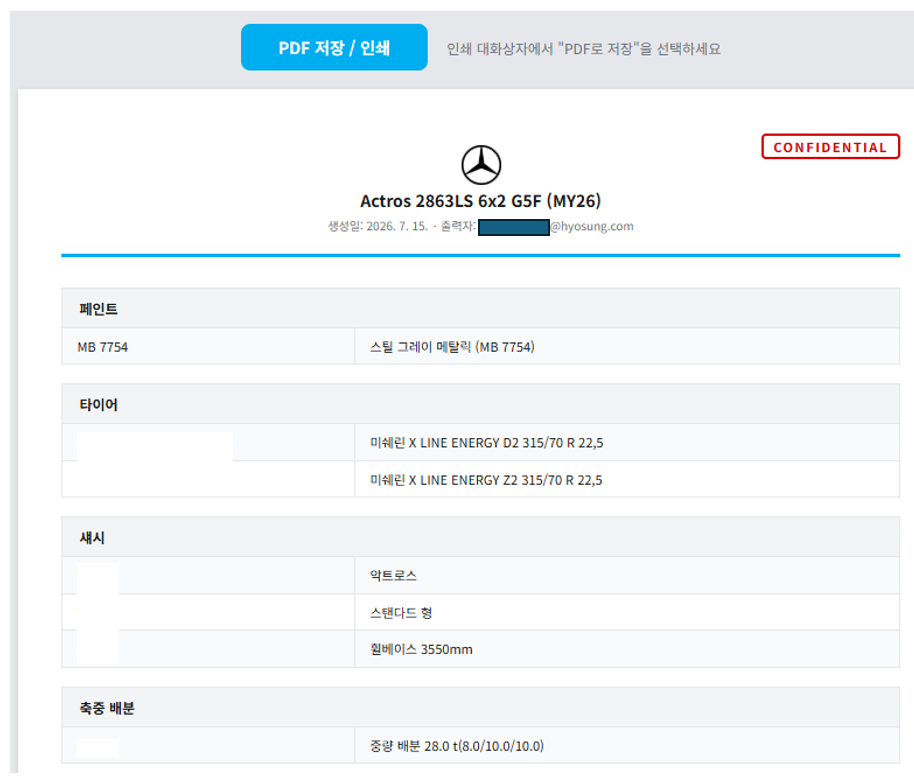 PDF 저장 / 인쇄
인쇄 대화상자에서 "PDF로 저장"을 선택하세요
CONFIDENTIAL
Actros 2863LS 6x2 G5F (MY26)
생성일: 2026. 7. 15. · 출력자: @hyosung.com
페인트
MB 7754 스틸 그레이 메탈릭 (MB 7754)
타이어
미쉐린 X LINE ENERGY D2 315/70 R 22,5
미쉐린 X LINE ENERGY Z2 315/70 R 22,5
섀시
악트로스
스탠다드 형
휠베이스 3550mm
축중 배분
중량 배분 28.0 t(8.0/10.0/10.0)